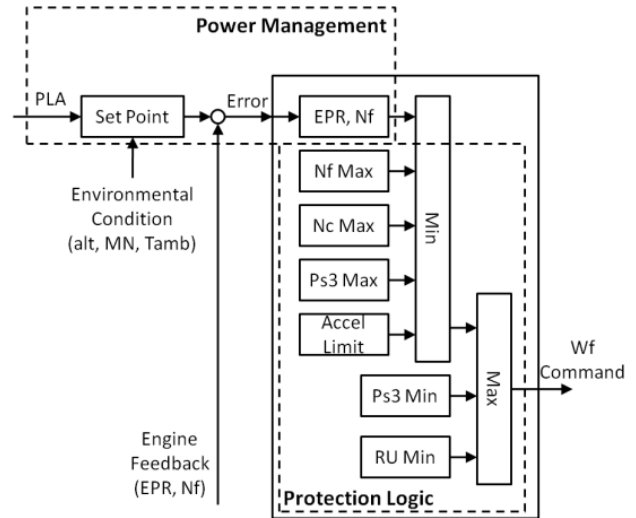 Power Management
PLA
Set Point
Error
EPR, Nf
Environmental
Condition
(alt, MN, Tamb)
Nf Max
Nc Max
Ps3 Max
Accel
Limit
Min
Max
Wf
Command
Ps3 Min
RU Min
Engine
Feedback
(EPR, Nf)
Protection Logic